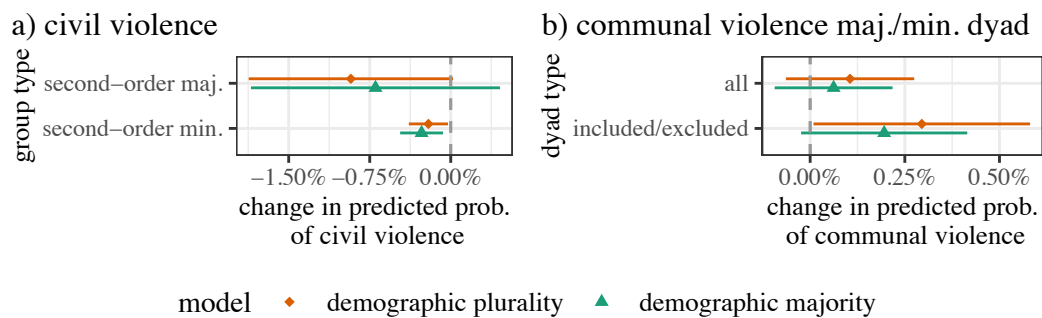 a) civil violence
group type
second−order maj.
second−order min.
−1.50% −0.75% 0.00%
change in predicted prob.
of civil violence
b) communal violence maj./min. dyad
dyad type
all
included/excluded
0.00% 0.25% 0.50%
change in predicted prob.
of communal violence
model demographic plurality demographic majority